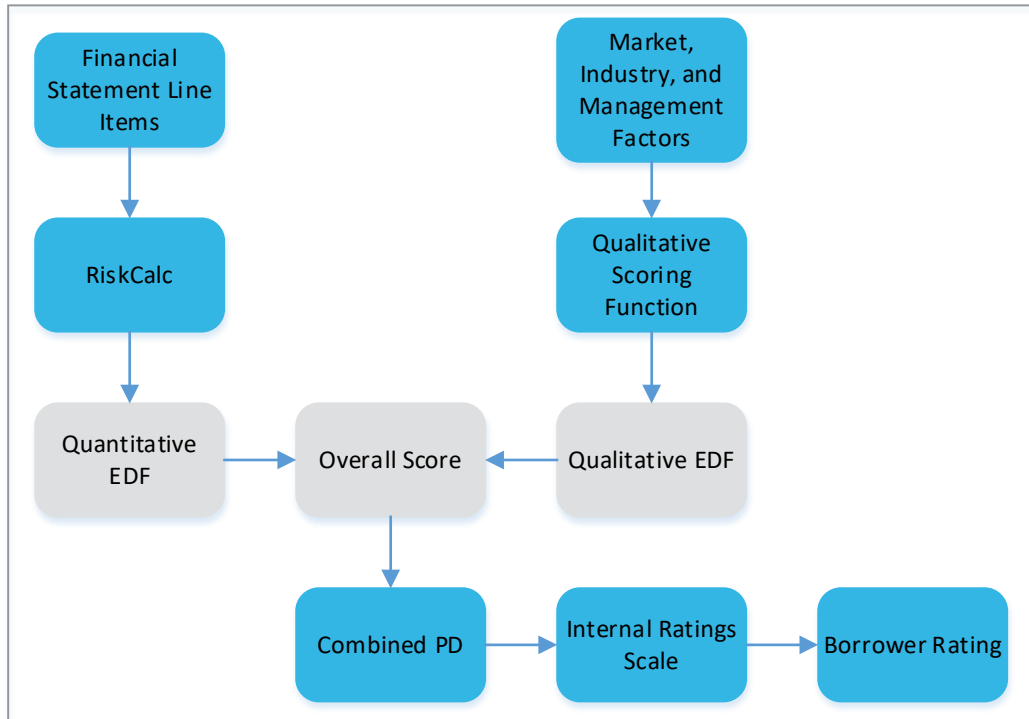 Financial
Statement Line
Items
Market,
Industry, and
Management
Factors
RiskCalc
Qualitative
Scoring
Function
Quantitative
EDF
Overall Score
Qualitative EDF
Combined PD
Internal Ratings
Scale
Borrower Rating